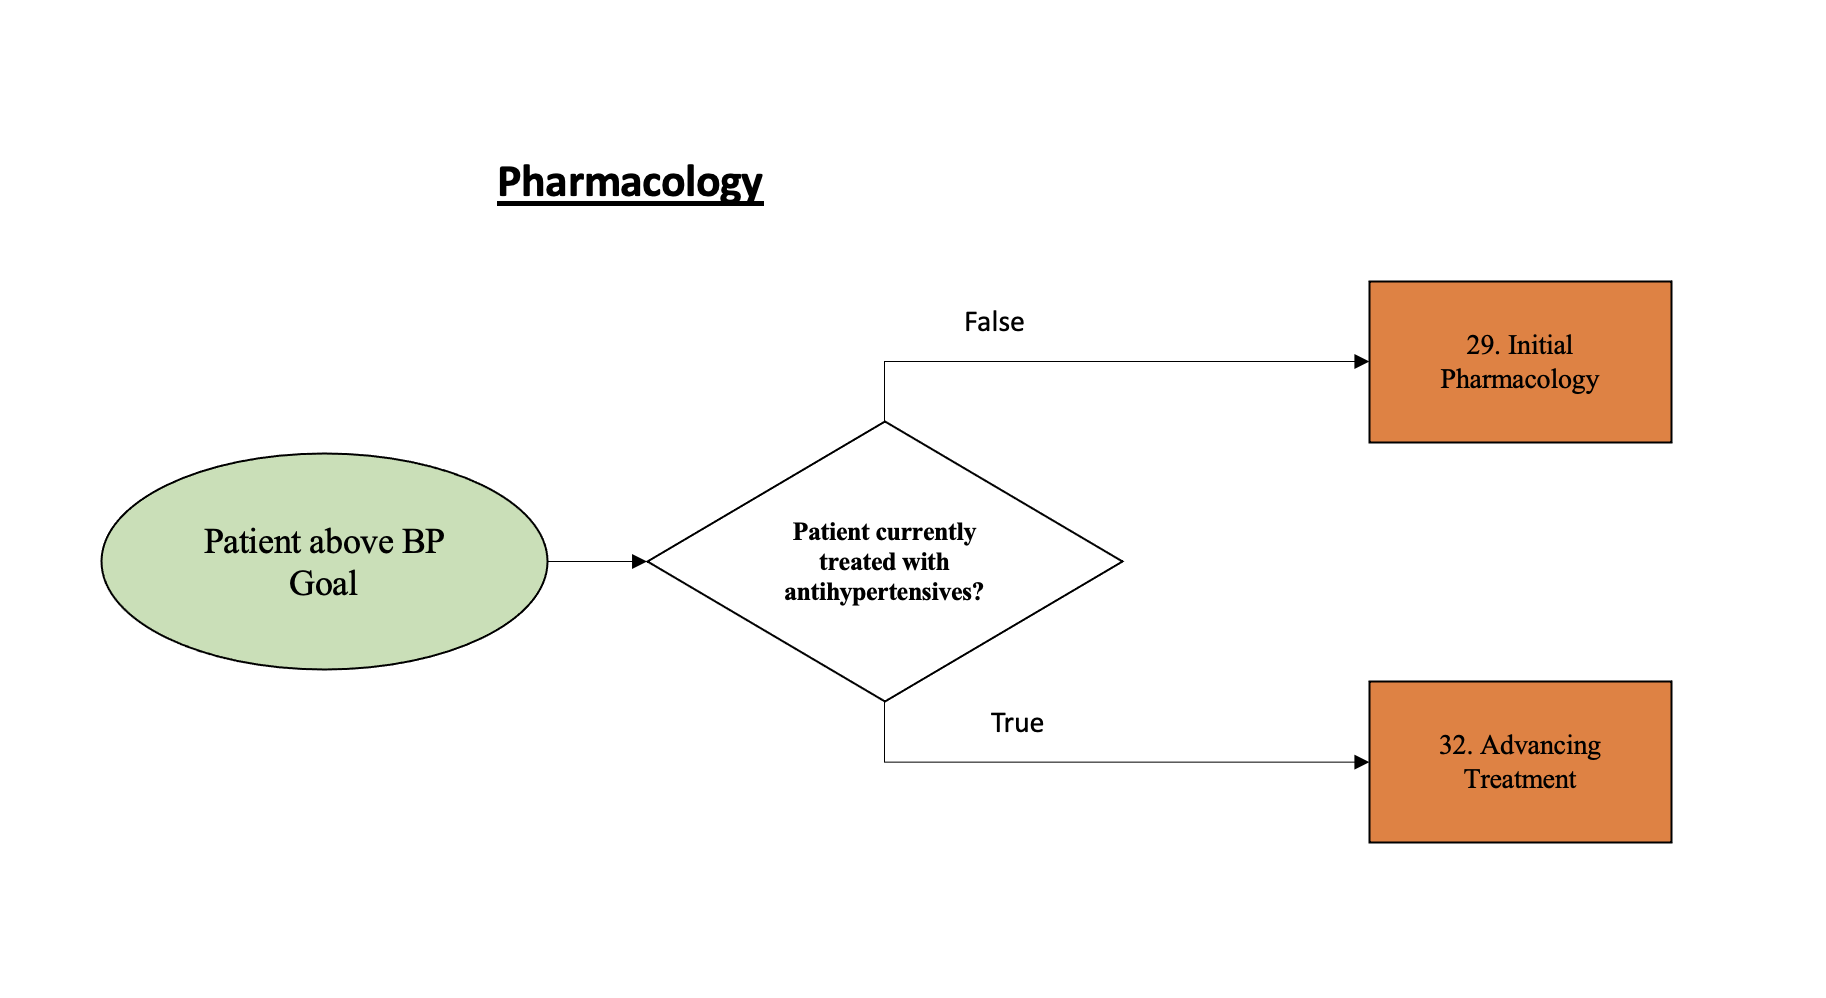 Pharmacology
False
29. Initial
Pharmacology
Patient above BP
Goal
Patient currently
treated with
antihypertensives?
True
32. Advancing
Treatment